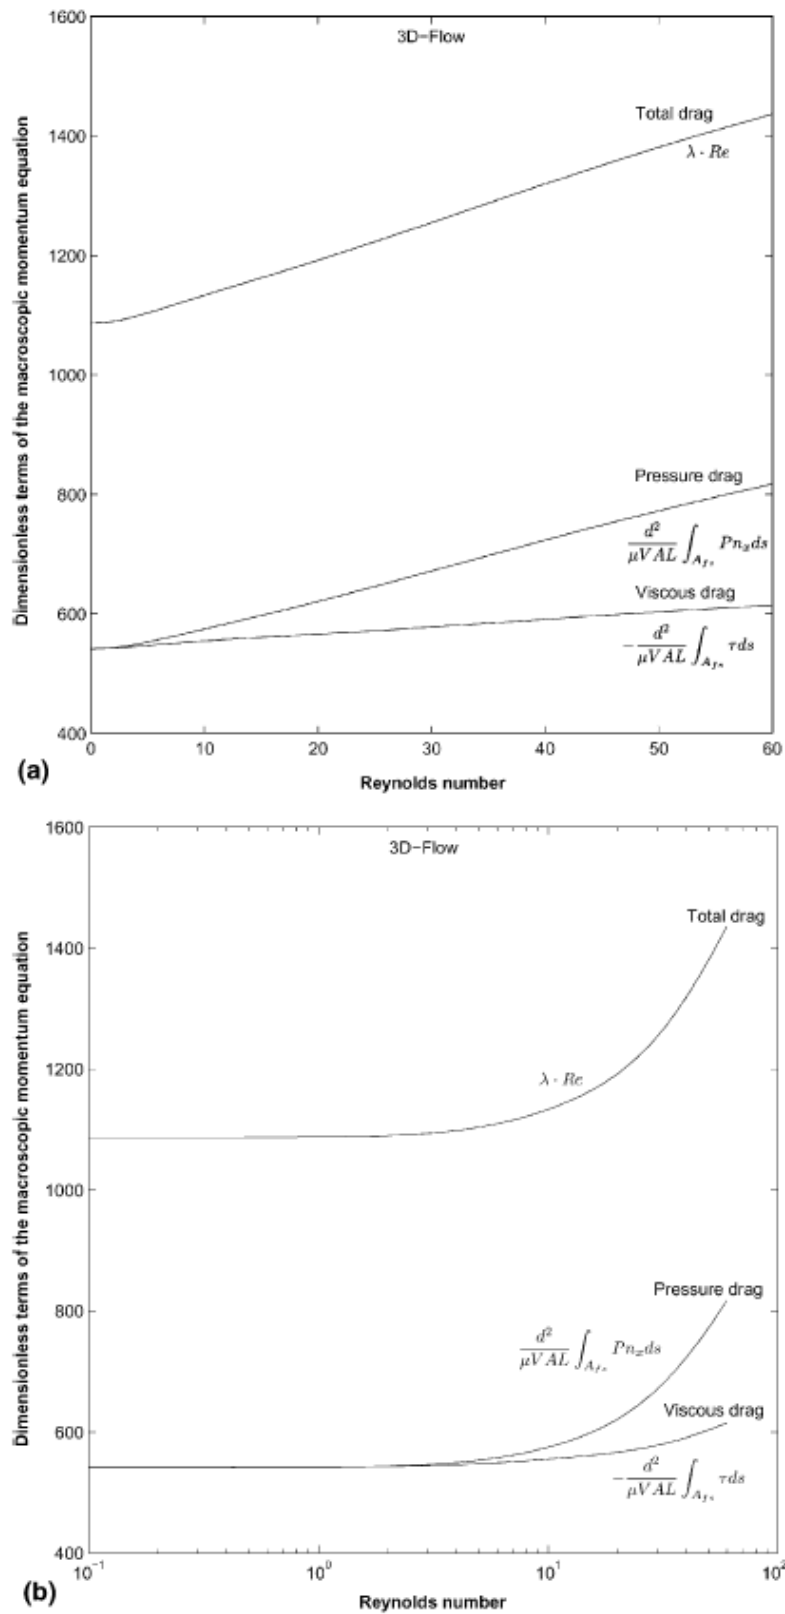 1600
3D-Flow
Total drag
1400
λ · Re
1200
Dimensionless terms of the macroscopic momentum equation
1000
Pressure drag
800
d² / μVAL ∫_{A_{fs}} P n_x ds
Viscous drag
600
− d² / μVAL ∫_{A_{fs}} τ ds
400
0 10 20 30 40 50 60
(a)
Reynolds number
1600
3D-Flow
Total drag
1400
λ · Re
1200
Dimensionless terms of the macroscopic momentum equation
1000
Pressure drag
800
d² / μVAL ∫_{A_{fs}} P n_x ds
Viscous drag
600
− d² / μVAL ∫_{A_{fs}} τ ds
400
10⁻¹ 10⁰ 10¹ 10²
(b)
Reynolds number